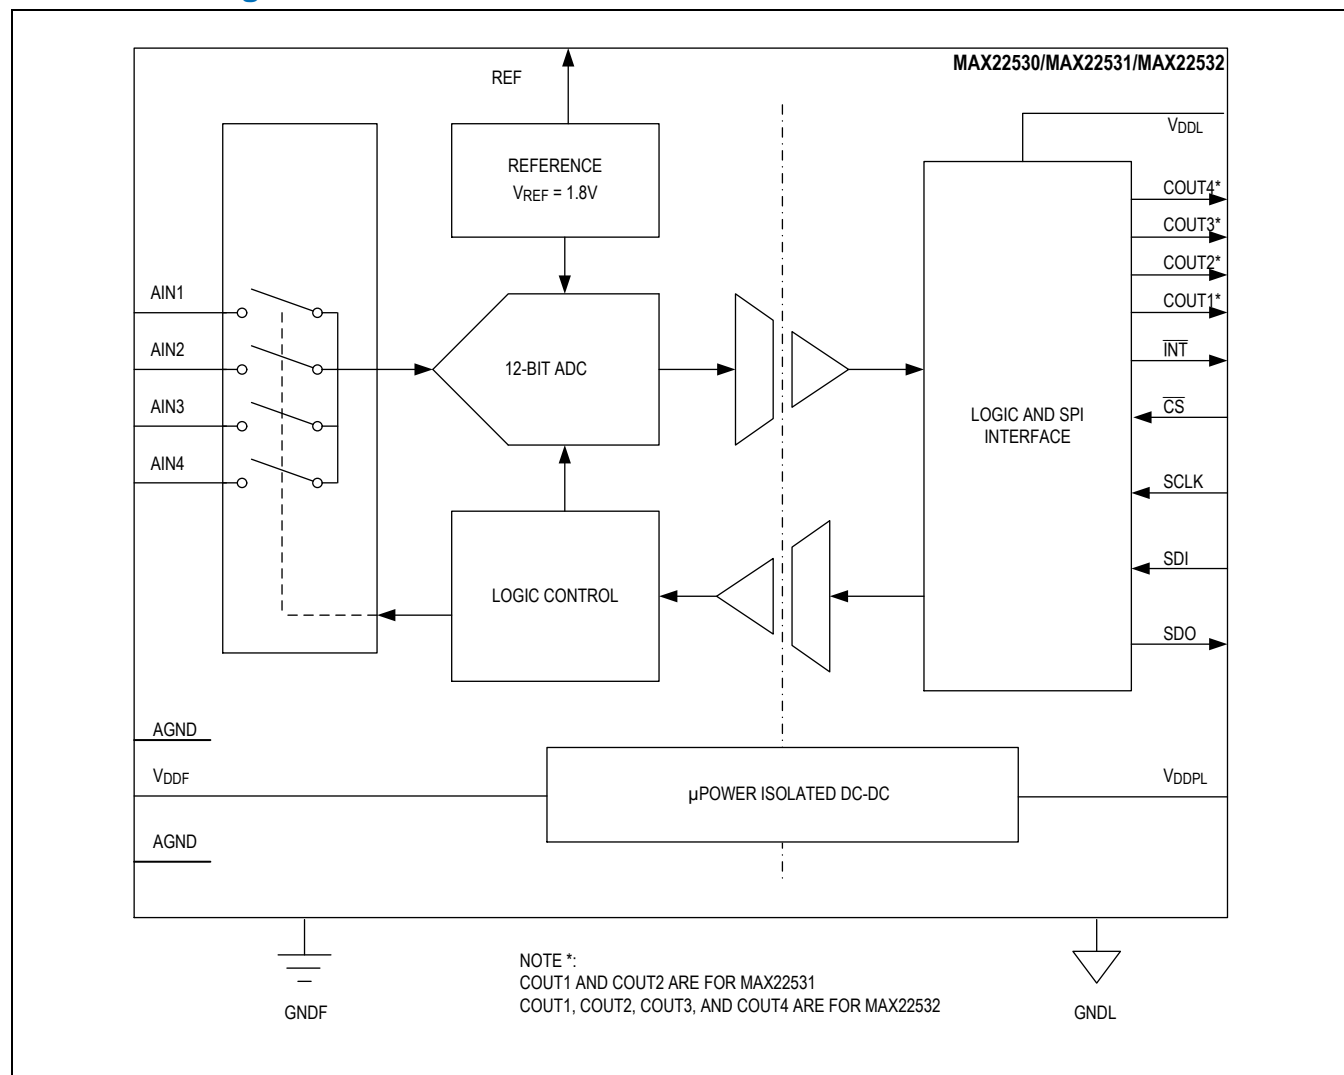 MAX22530/MAX22531/MAX22532
REF
VDDL
REFERENCE
VREF = 1.8V
COUT4*
COUT3*
COUT2*
COUT1*
AIN1
AIN2
AIN3
AIN4
12-BIT ADC
INT
CS
LOGIC AND SPI
INTERFACE
SCLK
SDI
LOGIC CONTROL
SDO
AGND
VDDF
µPOWER ISOLATED DC-DC
VDDPL
AGND
NOTE *:
COUT1 AND COUT2 ARE FOR MAX22531
COUT1, COUT2, COUT3, AND COUT4 ARE FOR MAX22532
GNDF
GNDL